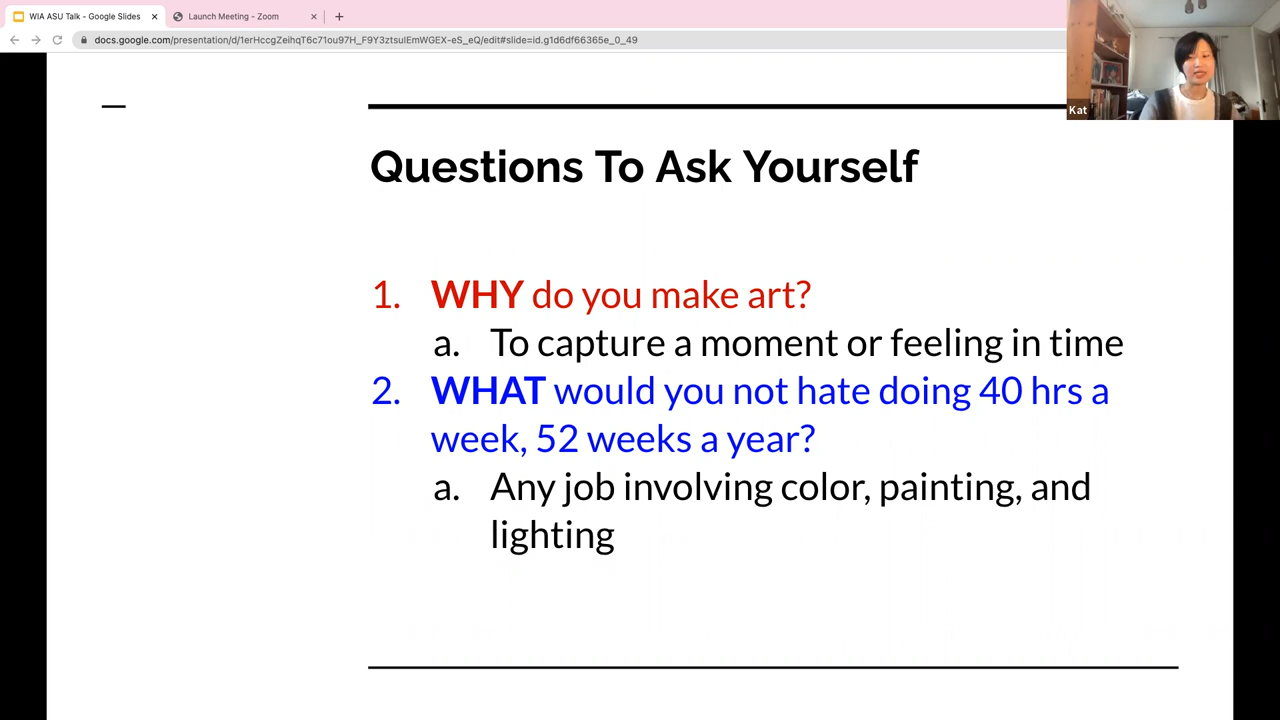 WIA ASU Talk - Google Slides
Launch Meeting - Zoom
docs.google.com/presentation/d/1erHccgZeihqT6c71ou97H_F9Y3ztsulEmWGEX-eS_eQ/edit#slide=id.g1d6df66365e_0_49
Kat
Questions To Ask Yourself
1. WHY do you make art?
a. To capture a moment or feeling in time
2. WHAT would you not hate doing 40 hrs a
week, 52 weeks a year?
a. Any job involving color, painting, and
lighting